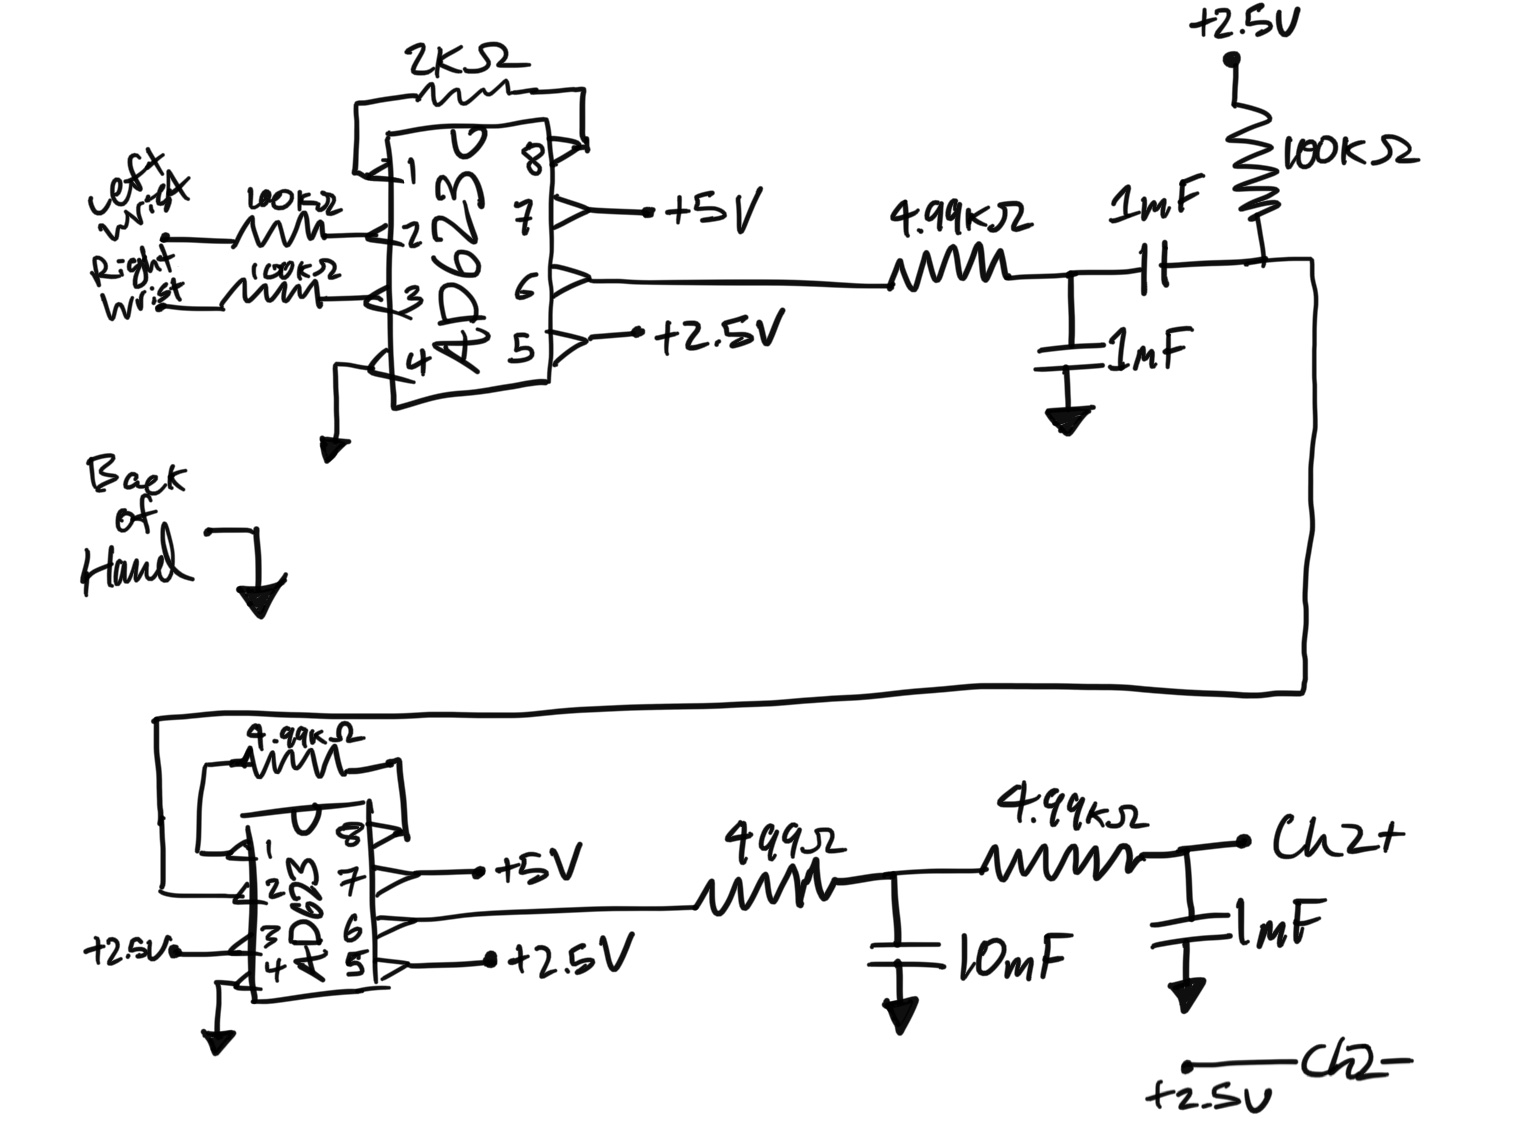 +2.5V
2KΩ
100KΩ
Left
Wrist
100KΩ
1
8
AD623
2
7
+5V
4.99KΩ
1mF
Right
Wrist
100KΩ
3
6
4
5
+2.5V
1mF
Back
of
Hand
4.99KΩ
1
8
AD623
2
7
+5V
499Ω
4.99KΩ
Ch2+
+2.5V
3
6
4
5
+2.5V
10mF
1mF
Ch2-
+2.5V